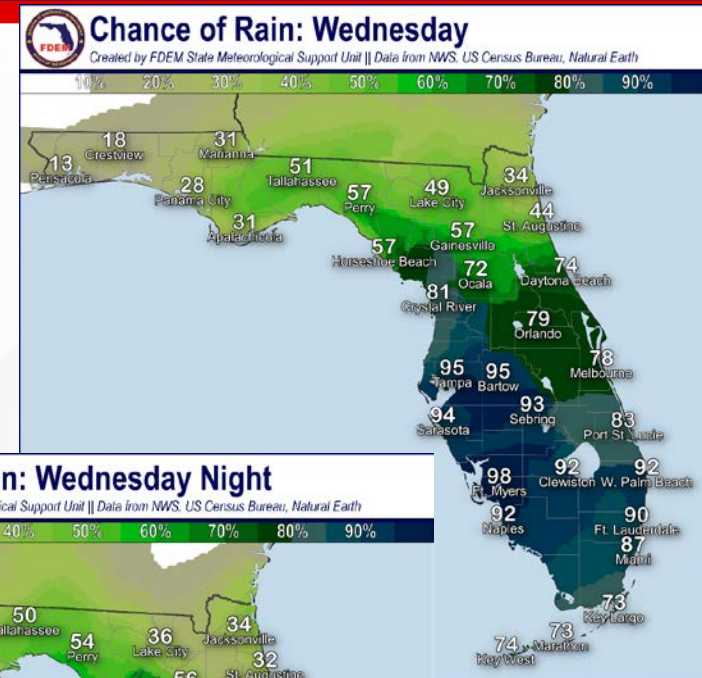 FDEM
Chance of Rain: Wednesday
Created by FDEM State Meteorological Support Unit || Data from NWS, US Census Bureau, Natural Earth
10% 20% 30% 40% 50% 60% 70% 80% 90%
13
Pensacola
18
Crestview
31
Marianna
28
Panama City
31
Apalachicola
51
Tallahassee
57
Perry
49
Lake City
34
Jacksonville
44
St. Augustine
57
Gainesville
57
Horseshoe Beach
72
Ocala
74
Daytona Beach
81
Crystal River
79
Orlando
78
Melbourne
95
Tampa
95
Bartow
94
Sarasota
93
Sebring
83
Port St. Lucie
98
Ft. Myers
92
Clewiston
92
W. Palm Beach
92
Naples
90
Ft. Lauderdale
87
Miami
73
Key Largo
73
Marathon
74
Key West
n: Wednesday Night
ical Support Unit || Data from NWS, US Census Bureau, Natural Earth
40% 50% 60% 70% 80% 90%
50
allahassee
54
Perry
36
Lake City
34
Jacksonville
32
St. Augustine
56